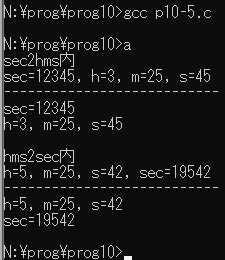 N:¥prog¥prog10>gcc p10-5.c
N:¥prog¥prog10>a
sec2hms内
sec=12345, h=3, m=25, s=45
---------------------------
sec=12345
h=3, m=25, s=45
hms2sec内
h=5, m=25, s=42, sec=19542
---------------------------
h=5, m=25, s=42
sec=19542
N:¥prog¥prog10>